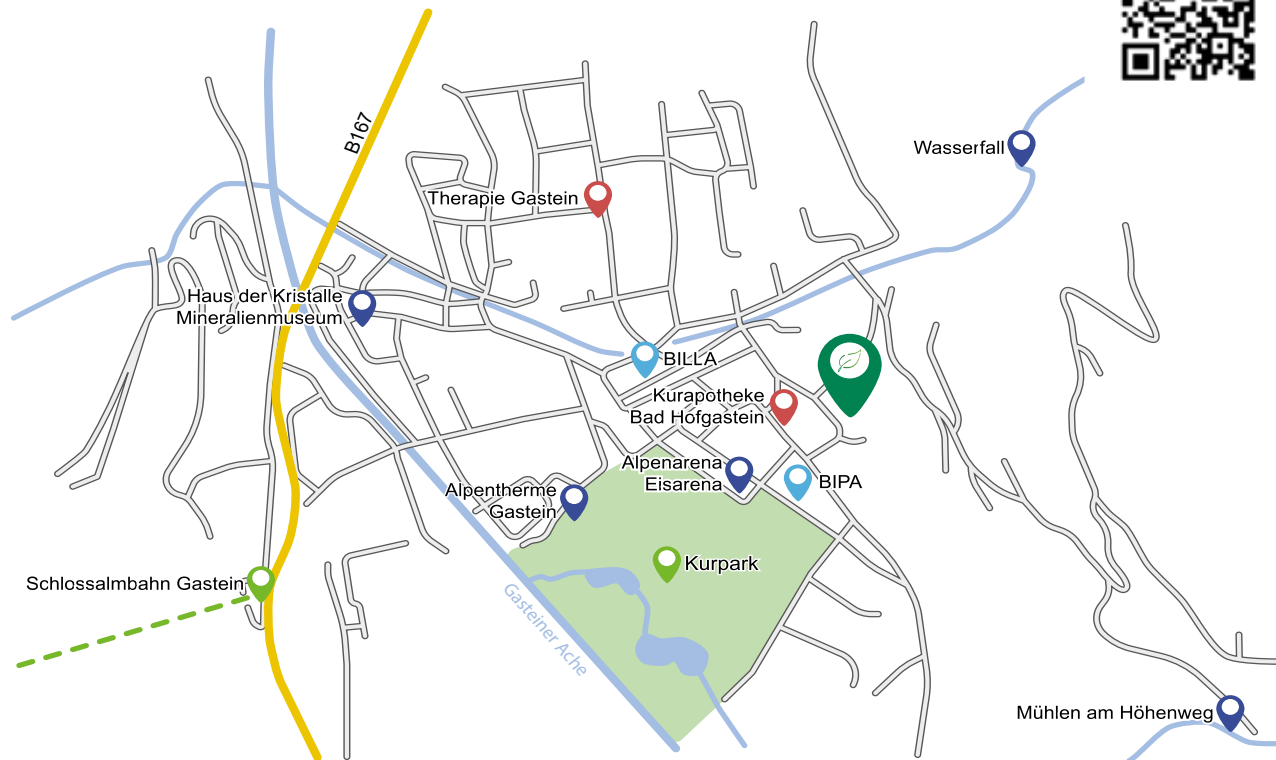 B167
Wasserfall
Therapie Gastein
Haus der Kristalle
Mineralienmuseum
BILLA
Kurapotheke
Bad Hofgastein
Alpenarena
Eisarena
BIPA
Alpentherme
Gastein
Kurpark
Schlossalmbahn Gastein
Gasteiner Ache
Mühlen am Höhenweg